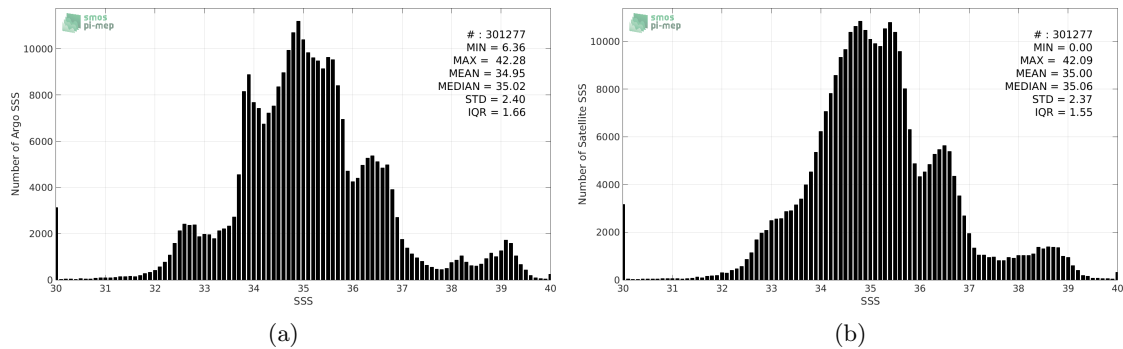 smos
pi-mep
# : 301277
MIN = 6.36
MAX = 42.28
MEAN = 34.95
MEDIAN = 35.02
STD = 2.40
IQR = 1.66
Number of Argo SSS
10000
8000
6000
4000
2000
0
30 31 32 33 34 35 36 37 38 39 40
SSS
(a)
smos
pi-mep
# : 301277
MIN = 0.00
MAX = 42.09
MEAN = 35.00
MEDIAN = 35.06
STD = 2.37
IQR = 1.55
Number of Satellite SSS
10000
8000
6000
4000
2000
0
30 31 32 33 34 35 36 37 38 39 40
SSS
(b)